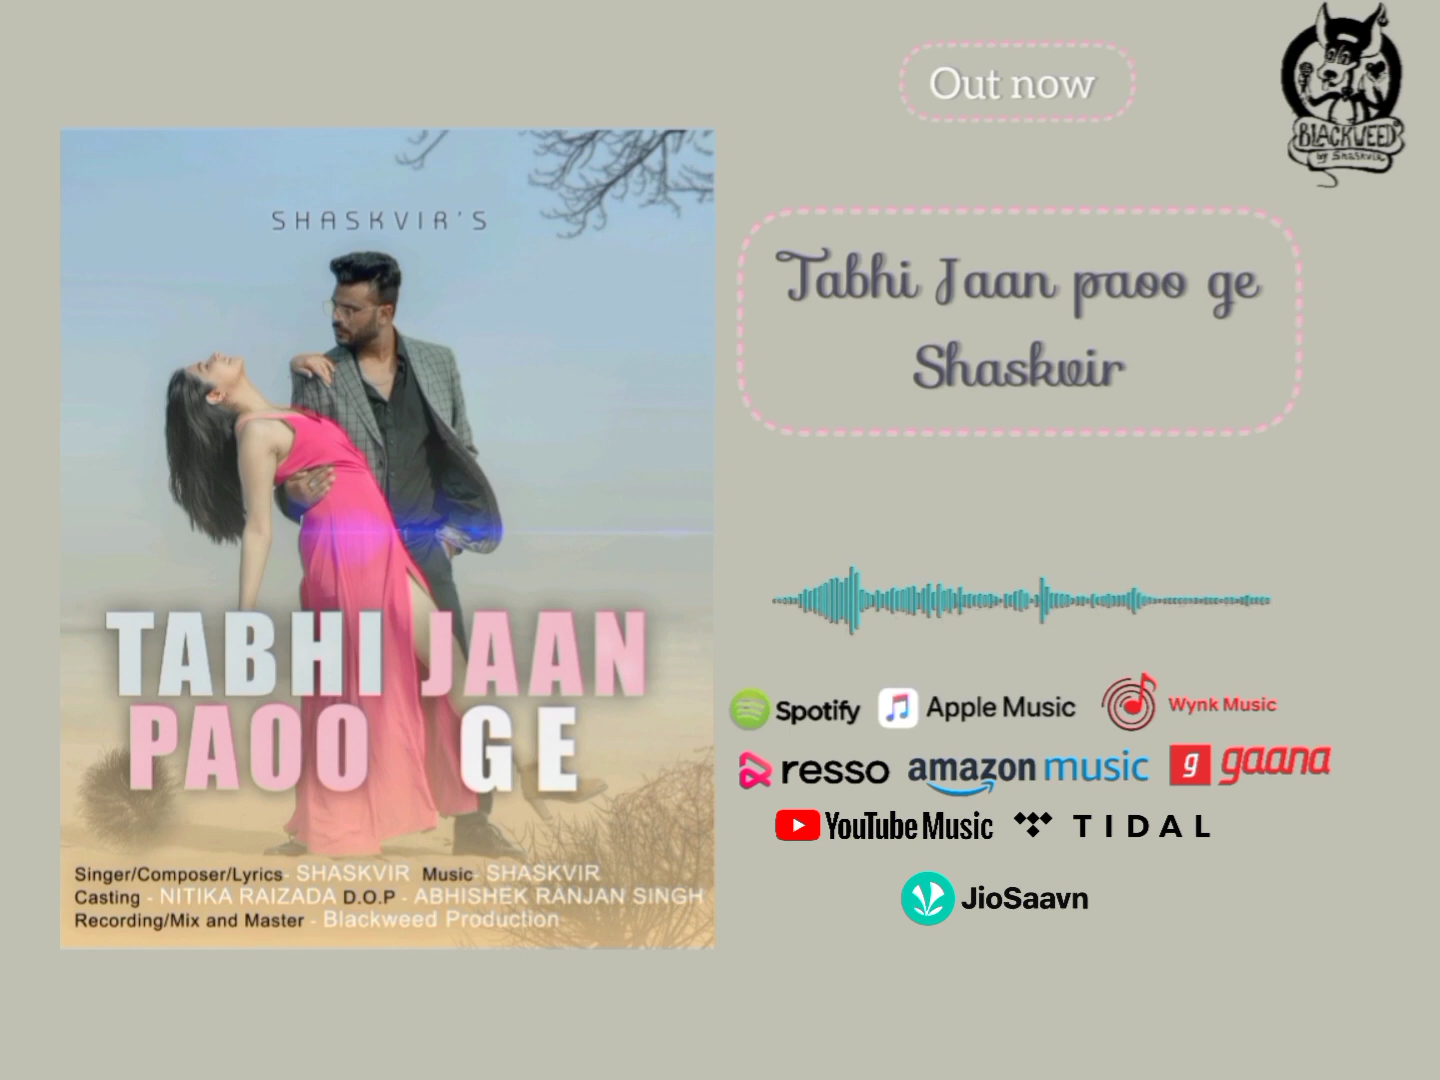 Out now
BLACKWEED
by Shaskvir
SHASKVIR'S
TABHI JAAN
PAOO GE
Singer/Composer/Lyrics- SHASKVIR Music- SHASKVIR
Casting - NITIKA RAIZADA D.O.P - ABHISHEK RANJAN SINGH
Recording/Mix and Master - Blackweed Production
Tabhi Jaan paoo ge
Shaskvir
Spotify Apple Music Wynk Music
resso amazon music g gaana
YouTube Music TIDAL
JioSaavn